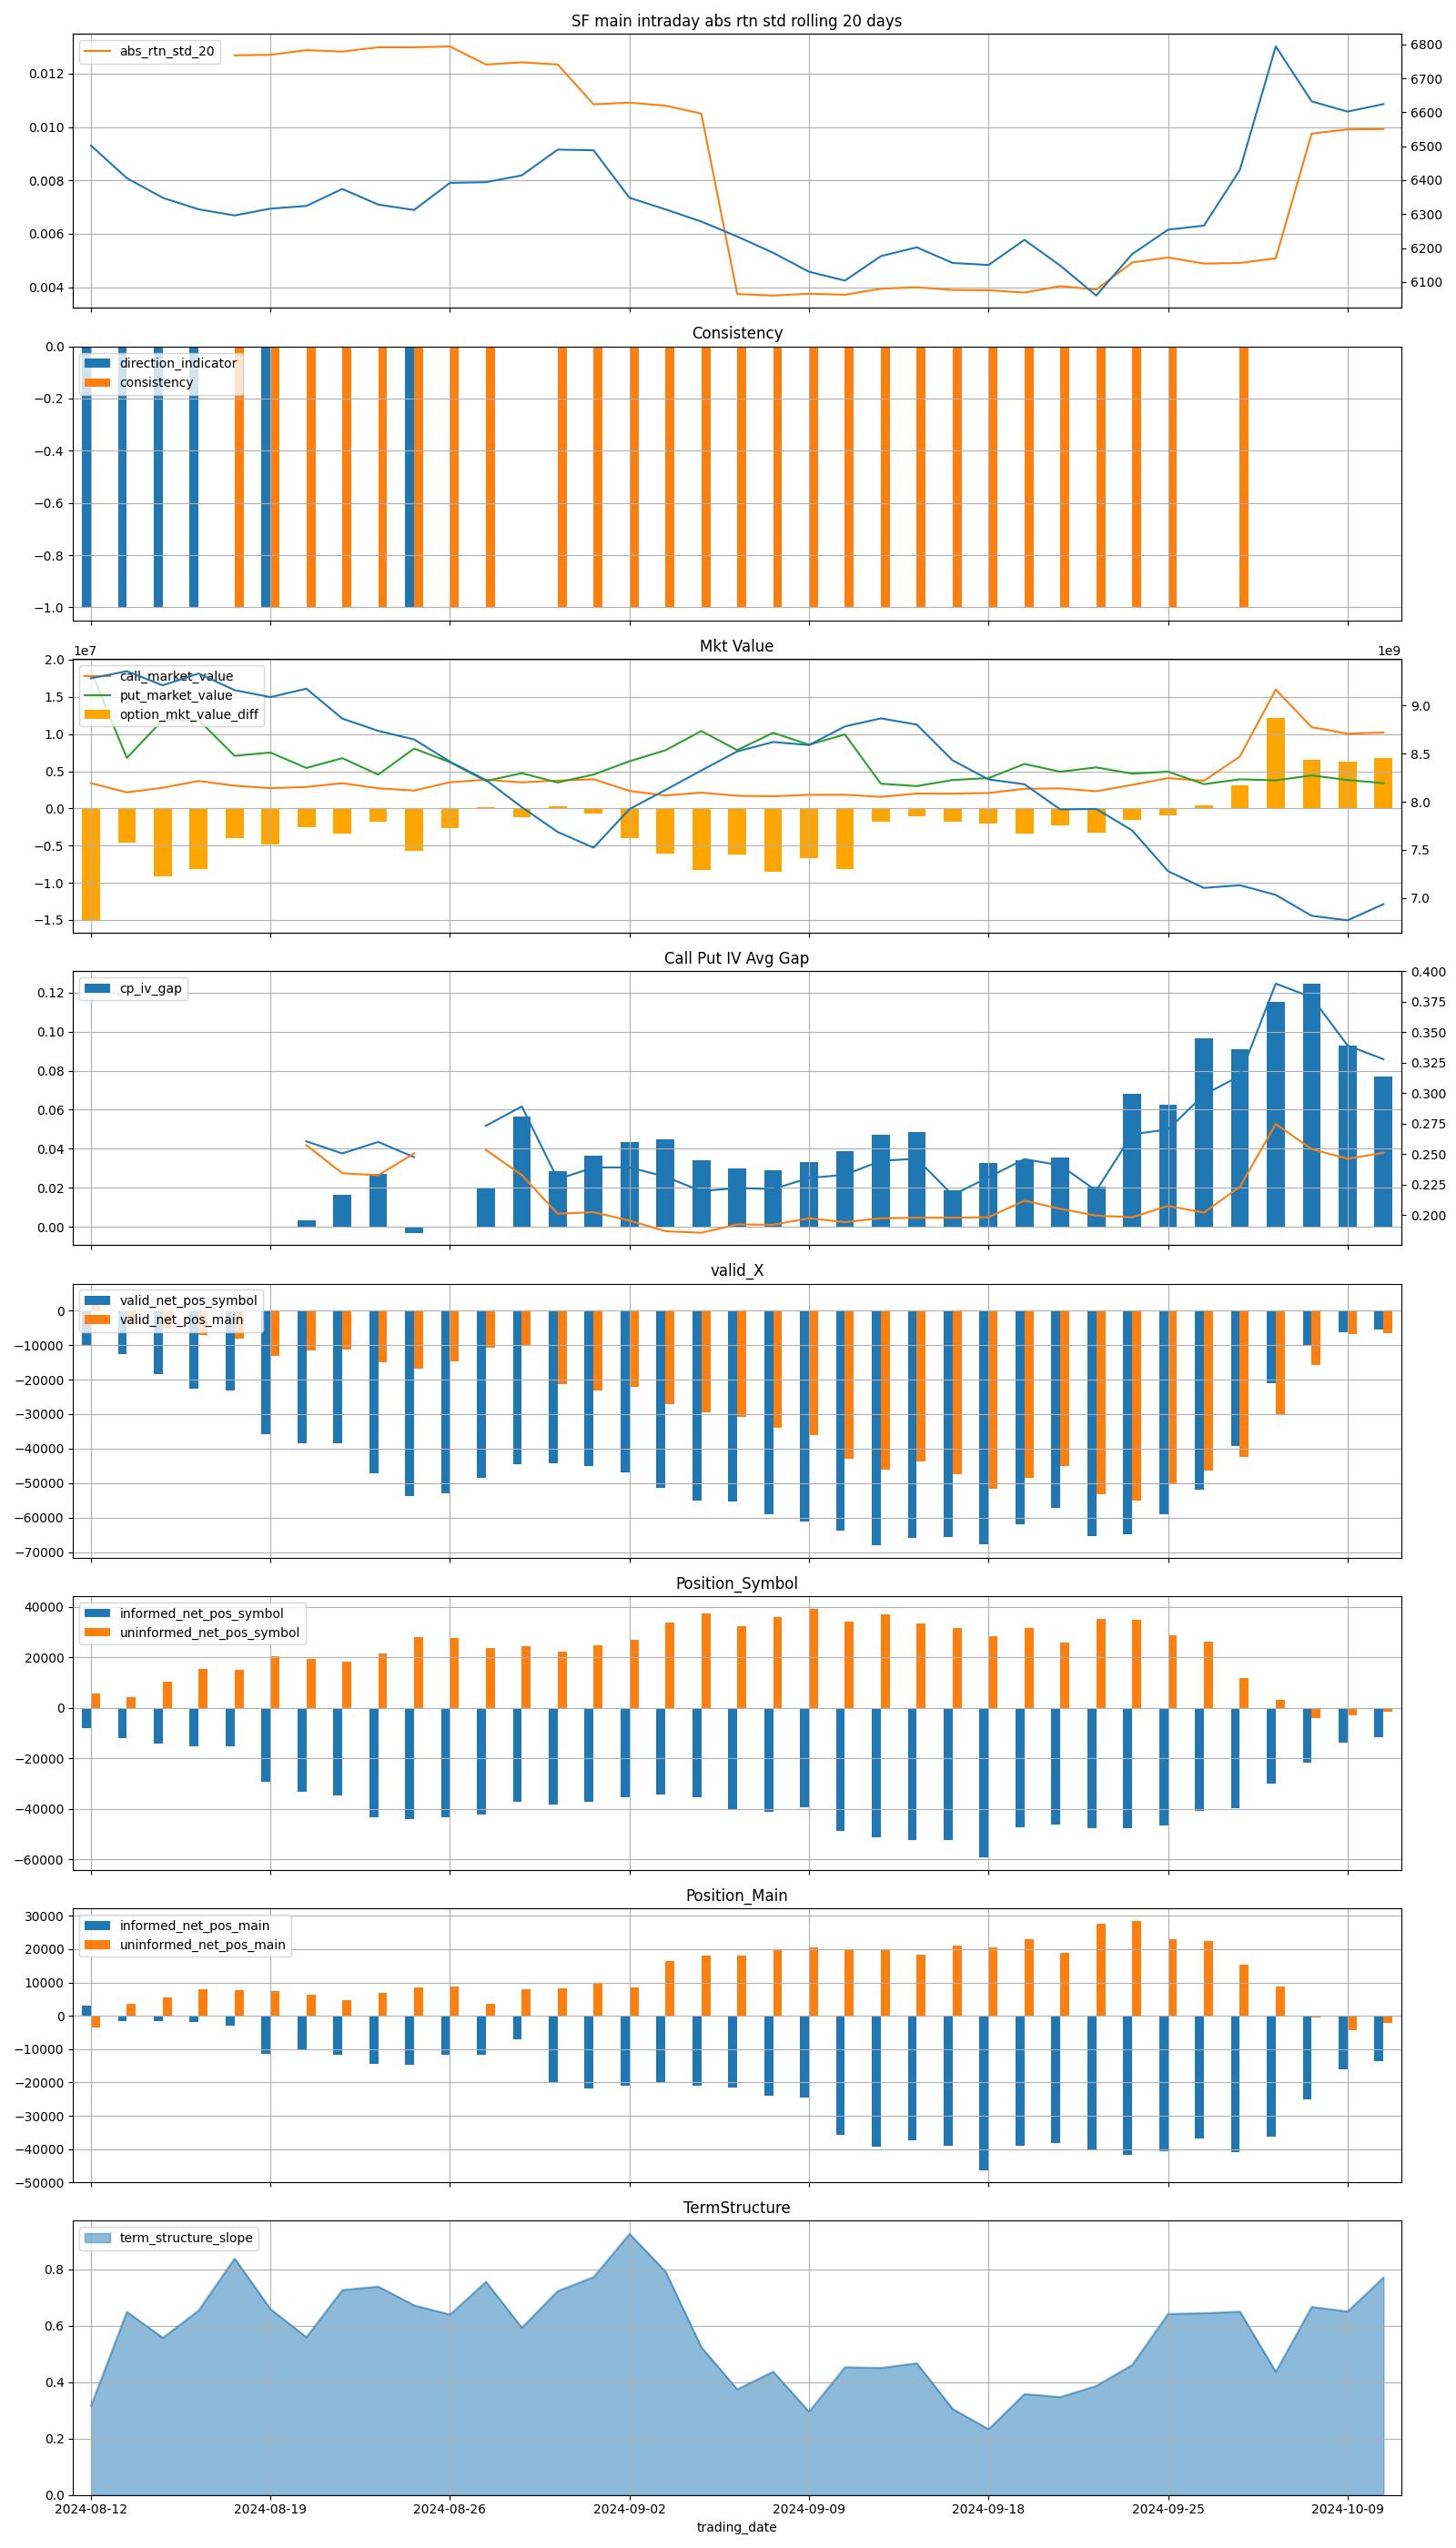 SF main intraday abs rtn std rolling 20 days
abs_rtn_std_20
0.012
0.010
0.008
0.006
0.004
6800
6700
6600
6500
6400
6300
6200
6100
Consistency
direction_indicator
consistency
0.0
−0.2
−0.4
−0.6
−0.8
−1.0
Mkt Value
1e7
1e9
call_market_value
put_market_value
option_mkt_value_diff
2.0
1.5
1.0
0.5
0.0
−0.5
−1.0
−1.5
9.0
8.5
8.0
7.5
7.0
Call Put IV Avg Gap
cp_iv_gap
0.12
0.10
0.08
0.06
0.04
0.02
0.00
0.400
0.375
0.350
0.325
0.300
0.275
0.250
0.225
0.200
valid_X
valid_net_pos_symbol
valid_net_pos_main
0
−10000
−20000
−30000
−40000
−50000
−60000
−70000
Position_Symbol
informed_net_pos_symbol
uninformed_net_pos_symbol
40000
20000
0
−20000
−40000
−60000
Position_Main
informed_net_pos_main
uninformed_net_pos_main
30000
20000
10000
0
−10000
−20000
−30000
−40000
−50000
TermStructure
term_structure_slope
0.8
0.6
0.4
0.2
0.0
2024-08-12 2024-08-19 2024-08-26 2024-09-02 2024-09-09 2024-09-18 2024-09-25 2024-10-09
trading_date